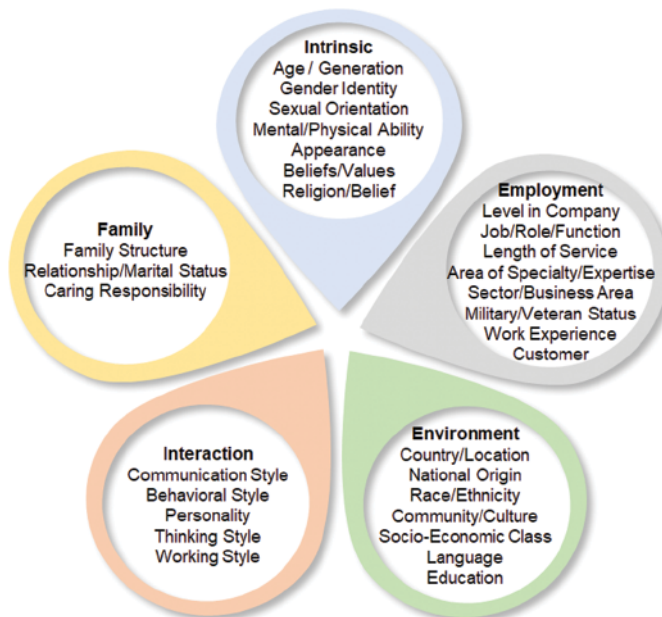 Intrinsic
Age / Generation
Gender Identity
Sexual Orientation
Mental/Physical Ability
Appearance
Beliefs/Values
Religion/Belief
Employment
Level in Company
Job/Role/Function
Length of Service
Area of Specialty/Expertise
Sector/Business Area
Military/Veteran Status
Work Experience
Customer
Family
Family Structure
Relationship/Marital Status
Caring Responsibility
Interaction
Communication Style
Behavioral Style
Personality
Thinking Style
Working Style
Environment
Country/Location
National Origin
Race/Ethnicity
Community/Culture
Socio-Economic Class
Language
Education